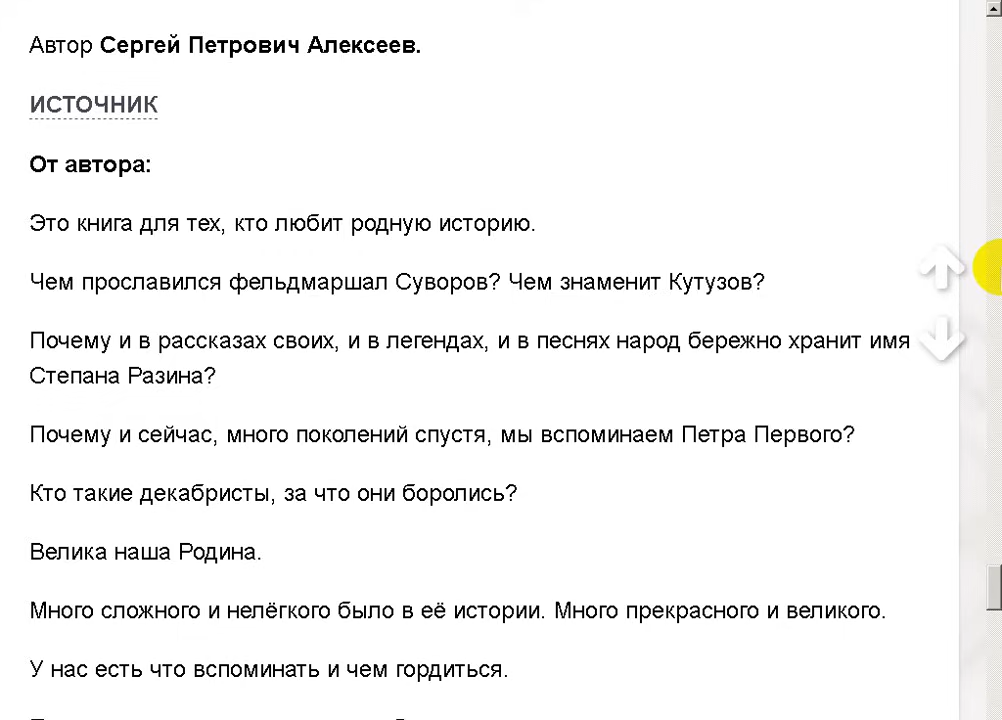 Автор Сергей Петрович Алексеев.
ИСТОЧНИК
От автора:
Это книга для тех, кто любит родную историю.
Чем прославился фельдмаршал Суворов? Чем знаменит Кутузов?
Почему и в рассказах своих, и в легендах, и в песнях народ бережно хранит имя
Степана Разина?
Почему и сейчас, много поколений спустя, мы вспоминаем Петра Первого?
Кто такие декабристы, за что они боролись?
Велика наша Родина.
Много сложного и нелёгкого было в её истории. Много прекрасного и великого.
У нас есть что вспоминать и чем гордиться.